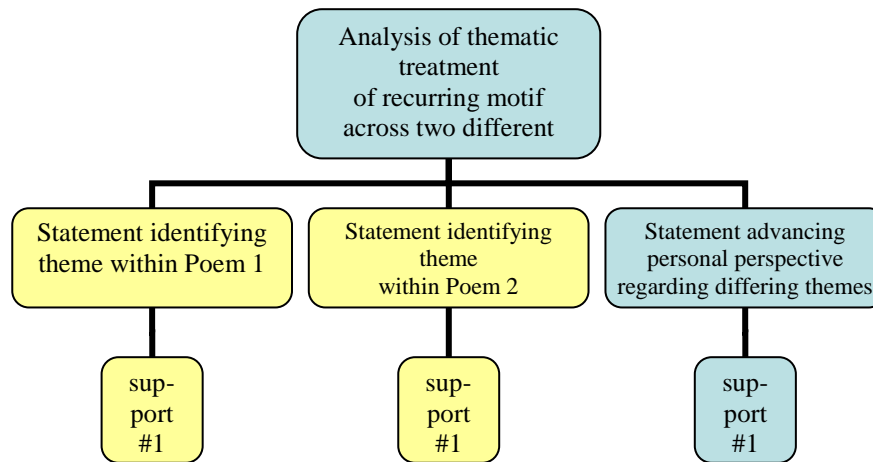 Analysis of thematic
treatment
of recurring motif
across two different
Statement identifying
theme within Poem 1
Statement identifying
theme
within Poem 2
Statement advancing
personal perspective
regarding differing themes
sup-
port
#1
sup-
port
#1
sup-
port
#1